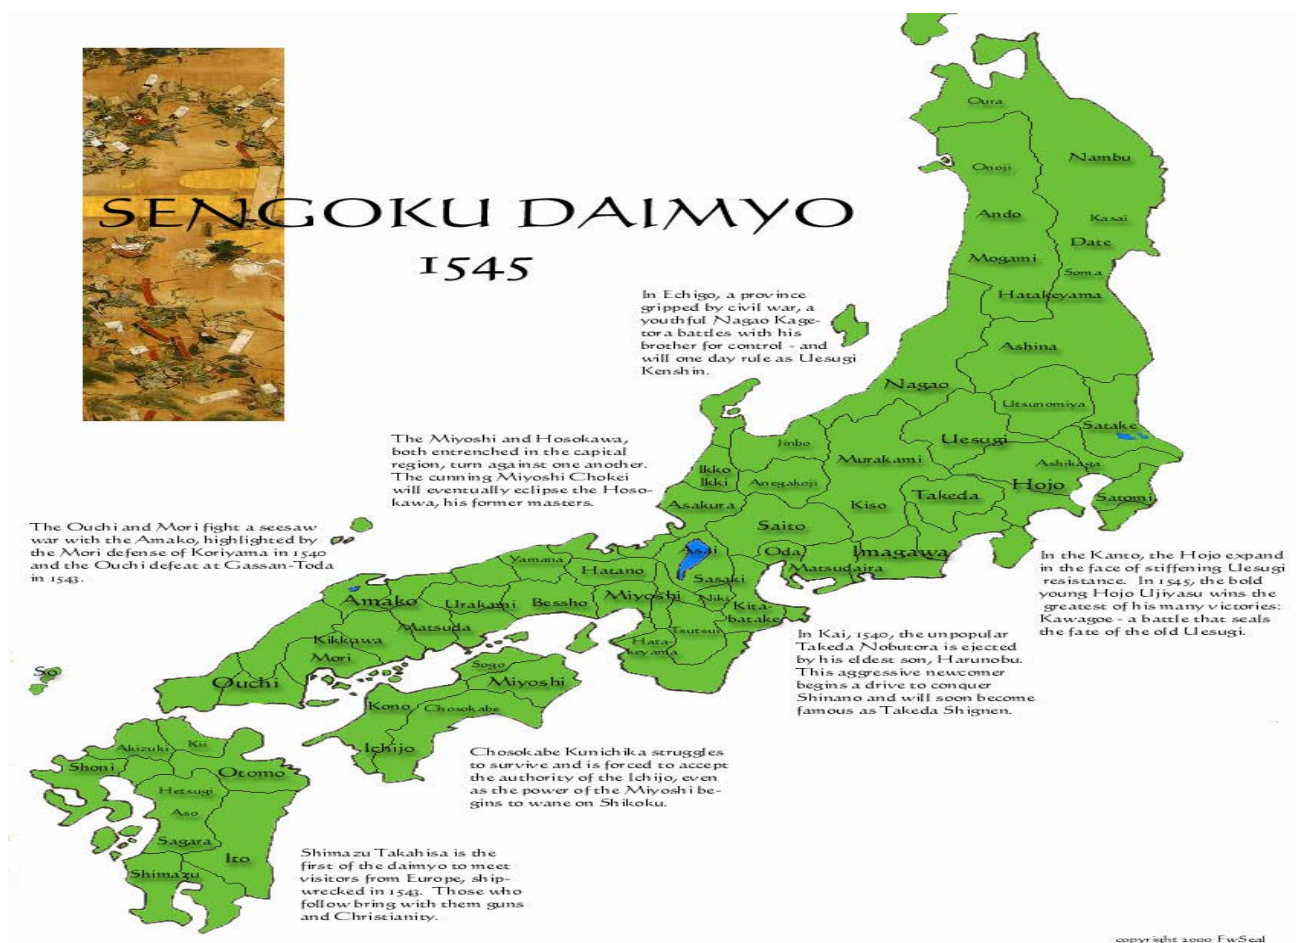 SENGOKU DAIMYO
1545
In Echigo, a province
gripped by civil war, a
youthful Nagao Kage-
tora battles with his
brother for control - and
will one day rule as Uesugi
Kenshin.
The Miyoshi and Hosokawa,
both entrenched in the capital
region, turn against one another.
The cunning Miyoshi Chokei
will eventually eclipse the Hoso-
kawa, his former masters.
The Ouchi and Mori fight a seesaw
war with the Amako, highlighted by
the Mori defense of Koriyama in 1540
and the Ouchi defeat at Gassan-Toda
in 1543.
In the Kanto, the Hojo expand
in the face of stiffening Uesugi
resistance. In 1545, the bold
young Hojo Ujiyasu wins the
greatest of his many victories:
Kawagoe - a battle that seals
the fate of the old Uesugi.
In Kai, 1540, the unpopular
Takeda Nobutora is ejected
by his eldest son, Harunobu.
This aggressive newcomer
begins a drive to conquer
Shinano and will soon become
famous as Takeda Shignen.
Chosokabe Kunichika struggles
to survive and is forced to accept
the authority of the Ichijo, even
as the power of the Miyoshi be-
gins to wane on Shikoku.
Shimazu Takahisa is the
first of the daimyo to meet
visitors from Europe, ship-
wrecked in 1543. Those who
follow bring with them guns
and Christianity.
Oura
Nambu
Onoji
Ando
Kasai
Date
Mogami
Soma
Hatakeyama
Ashina
Nagao
Utsunomiya
Satake
Uesugi
Jinbo
Murakami
Ashikaga
Ikko
Ikki
Anegakoji
Hojo
Takeda
Satomi
Asakura
Kiso
Saito
Asai
Oda
Imagawa
Matsudaira
Yamana
Hatano
Sasaki
Miyoshi
Niki
Kita-
batake
Amako
Urakami
Bessho
Matsuda
Tsutsui
Hata-
keyama
Kikkawa
Mori
Ouchi
So
Sogo
Miyoshi
Kono
Chosokabe
Ichijo
Akizuki
Kii
Shoni
Otomo
Hetsugi
Aso
Sagara
Ito
Shimazu
copyright 2000 FwSeal